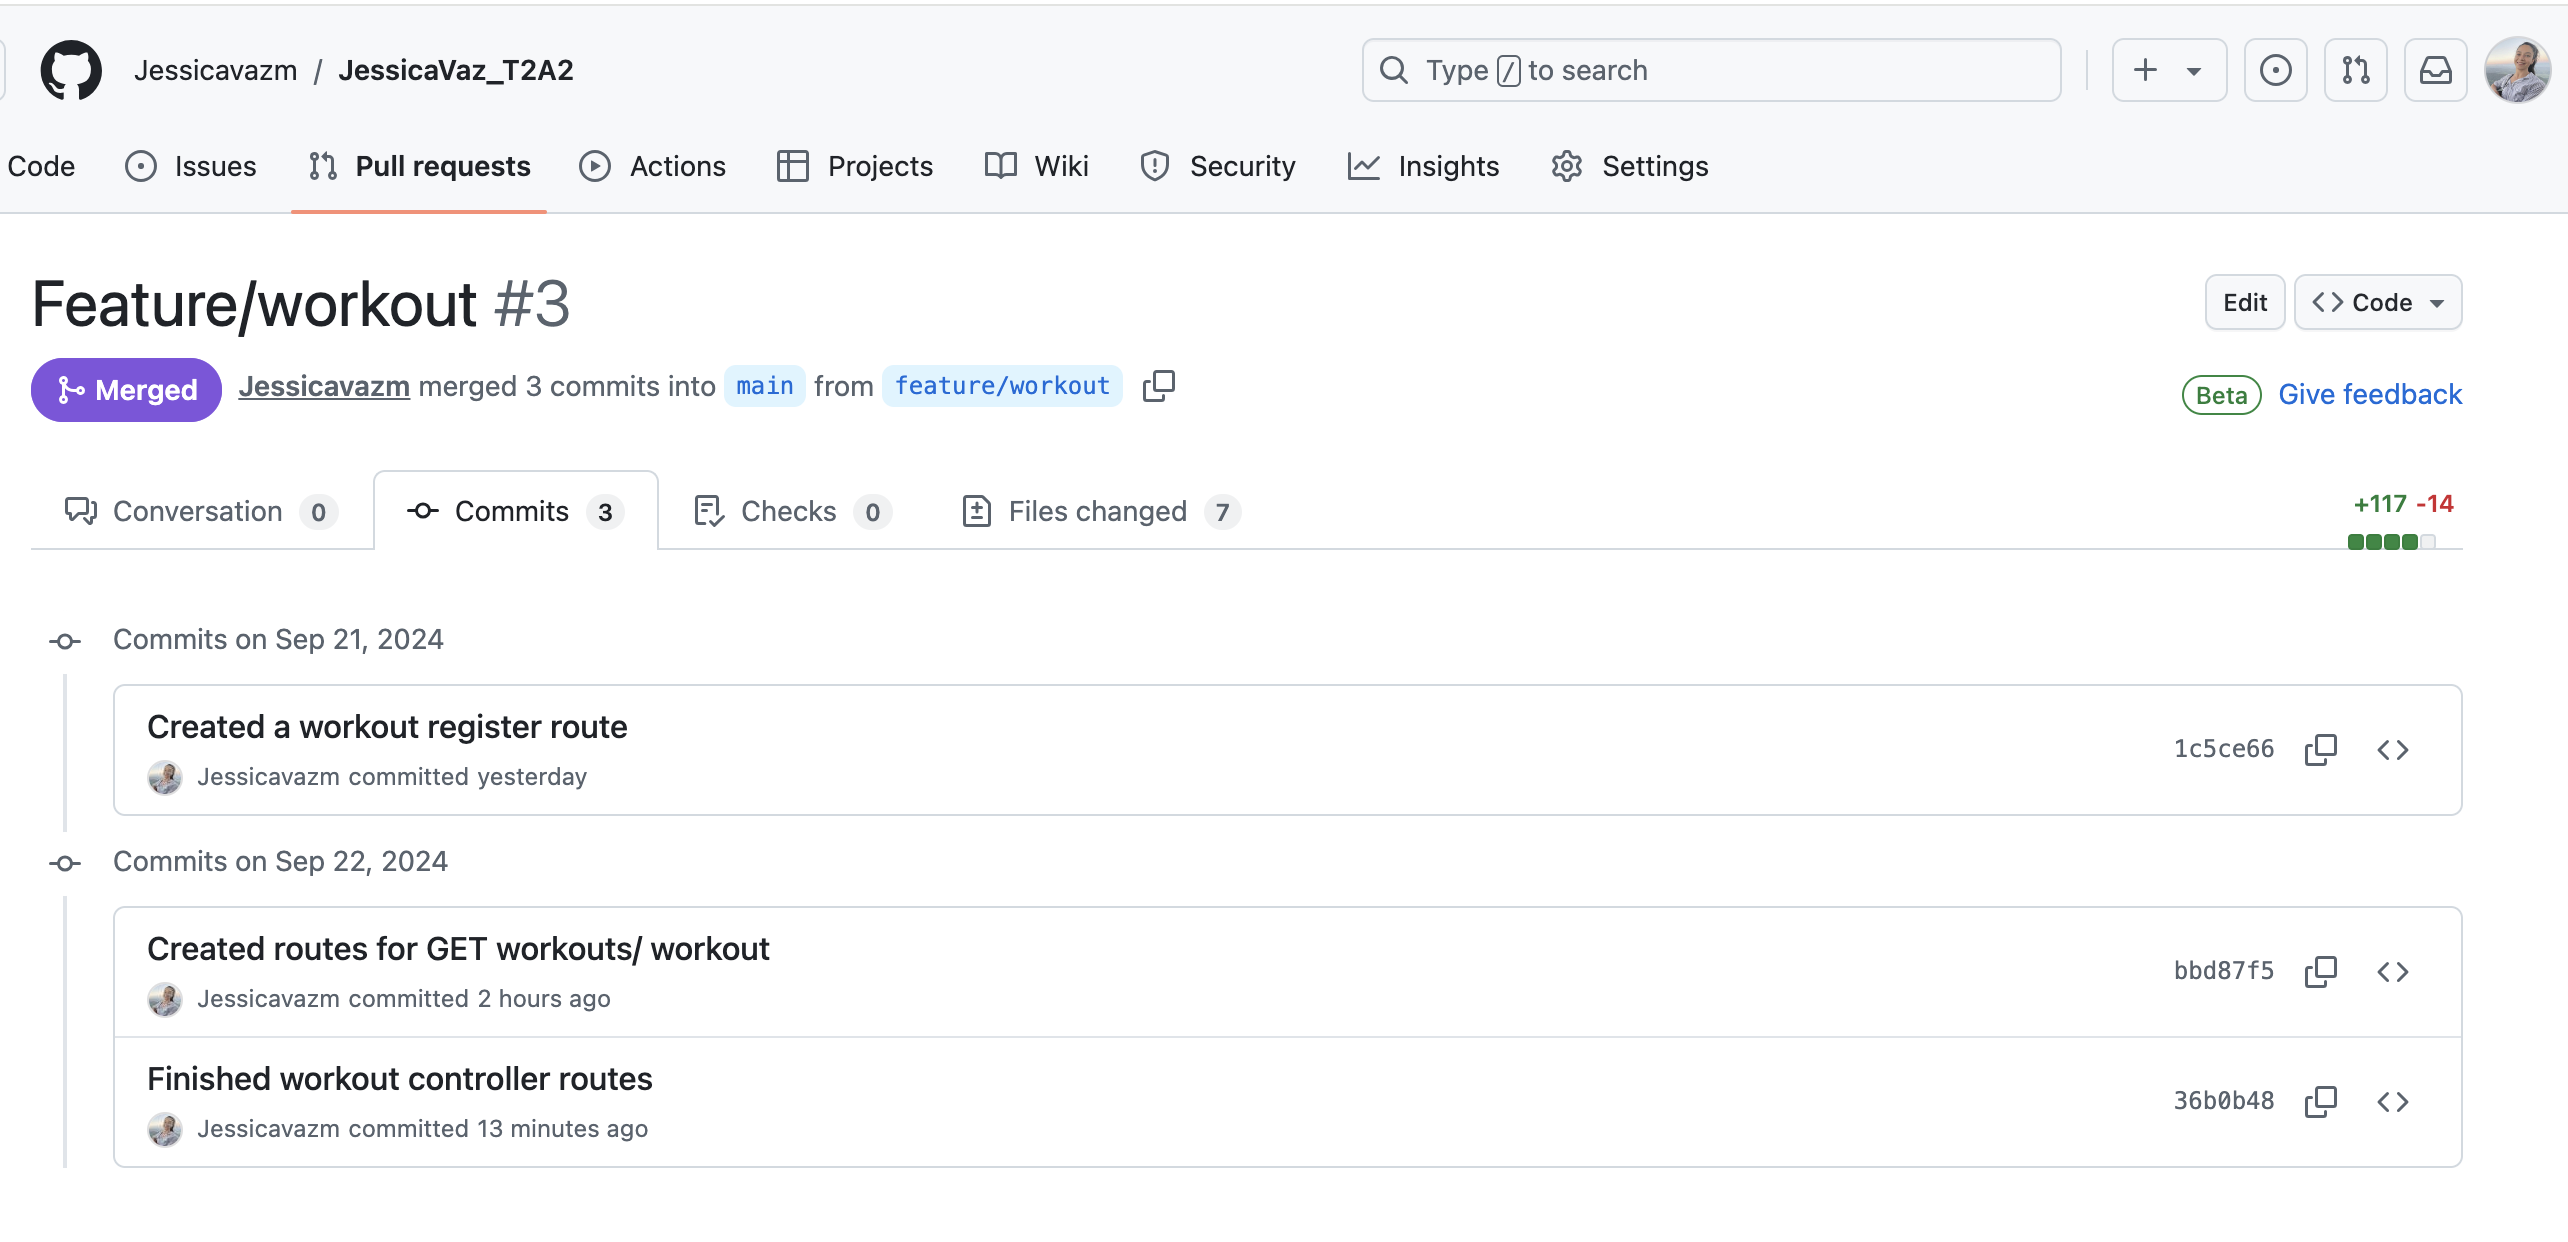 Jessicavazm / JessicaVaz_T2A2
Type / to search
Code Issues Pull requests Actions Projects Wiki Security Insights Settings
Feature/workout #3
Edit Code
Merged Jessicavazm merged 3 commits into main from feature/workout
Beta Give feedback
Conversation 0 Commits 3 Checks 0 Files changed 7
+117 -14
Commits on Sep 21, 2024
Created a workout register route
Jessicavazm committed yesterday
1c5ce66
Commits on Sep 22, 2024
Created routes for GET workouts/ workout
Jessicavazm committed 2 hours ago
bbd87f5
Finished workout controller routes
Jessicavazm committed 13 minutes ago
36b0b48